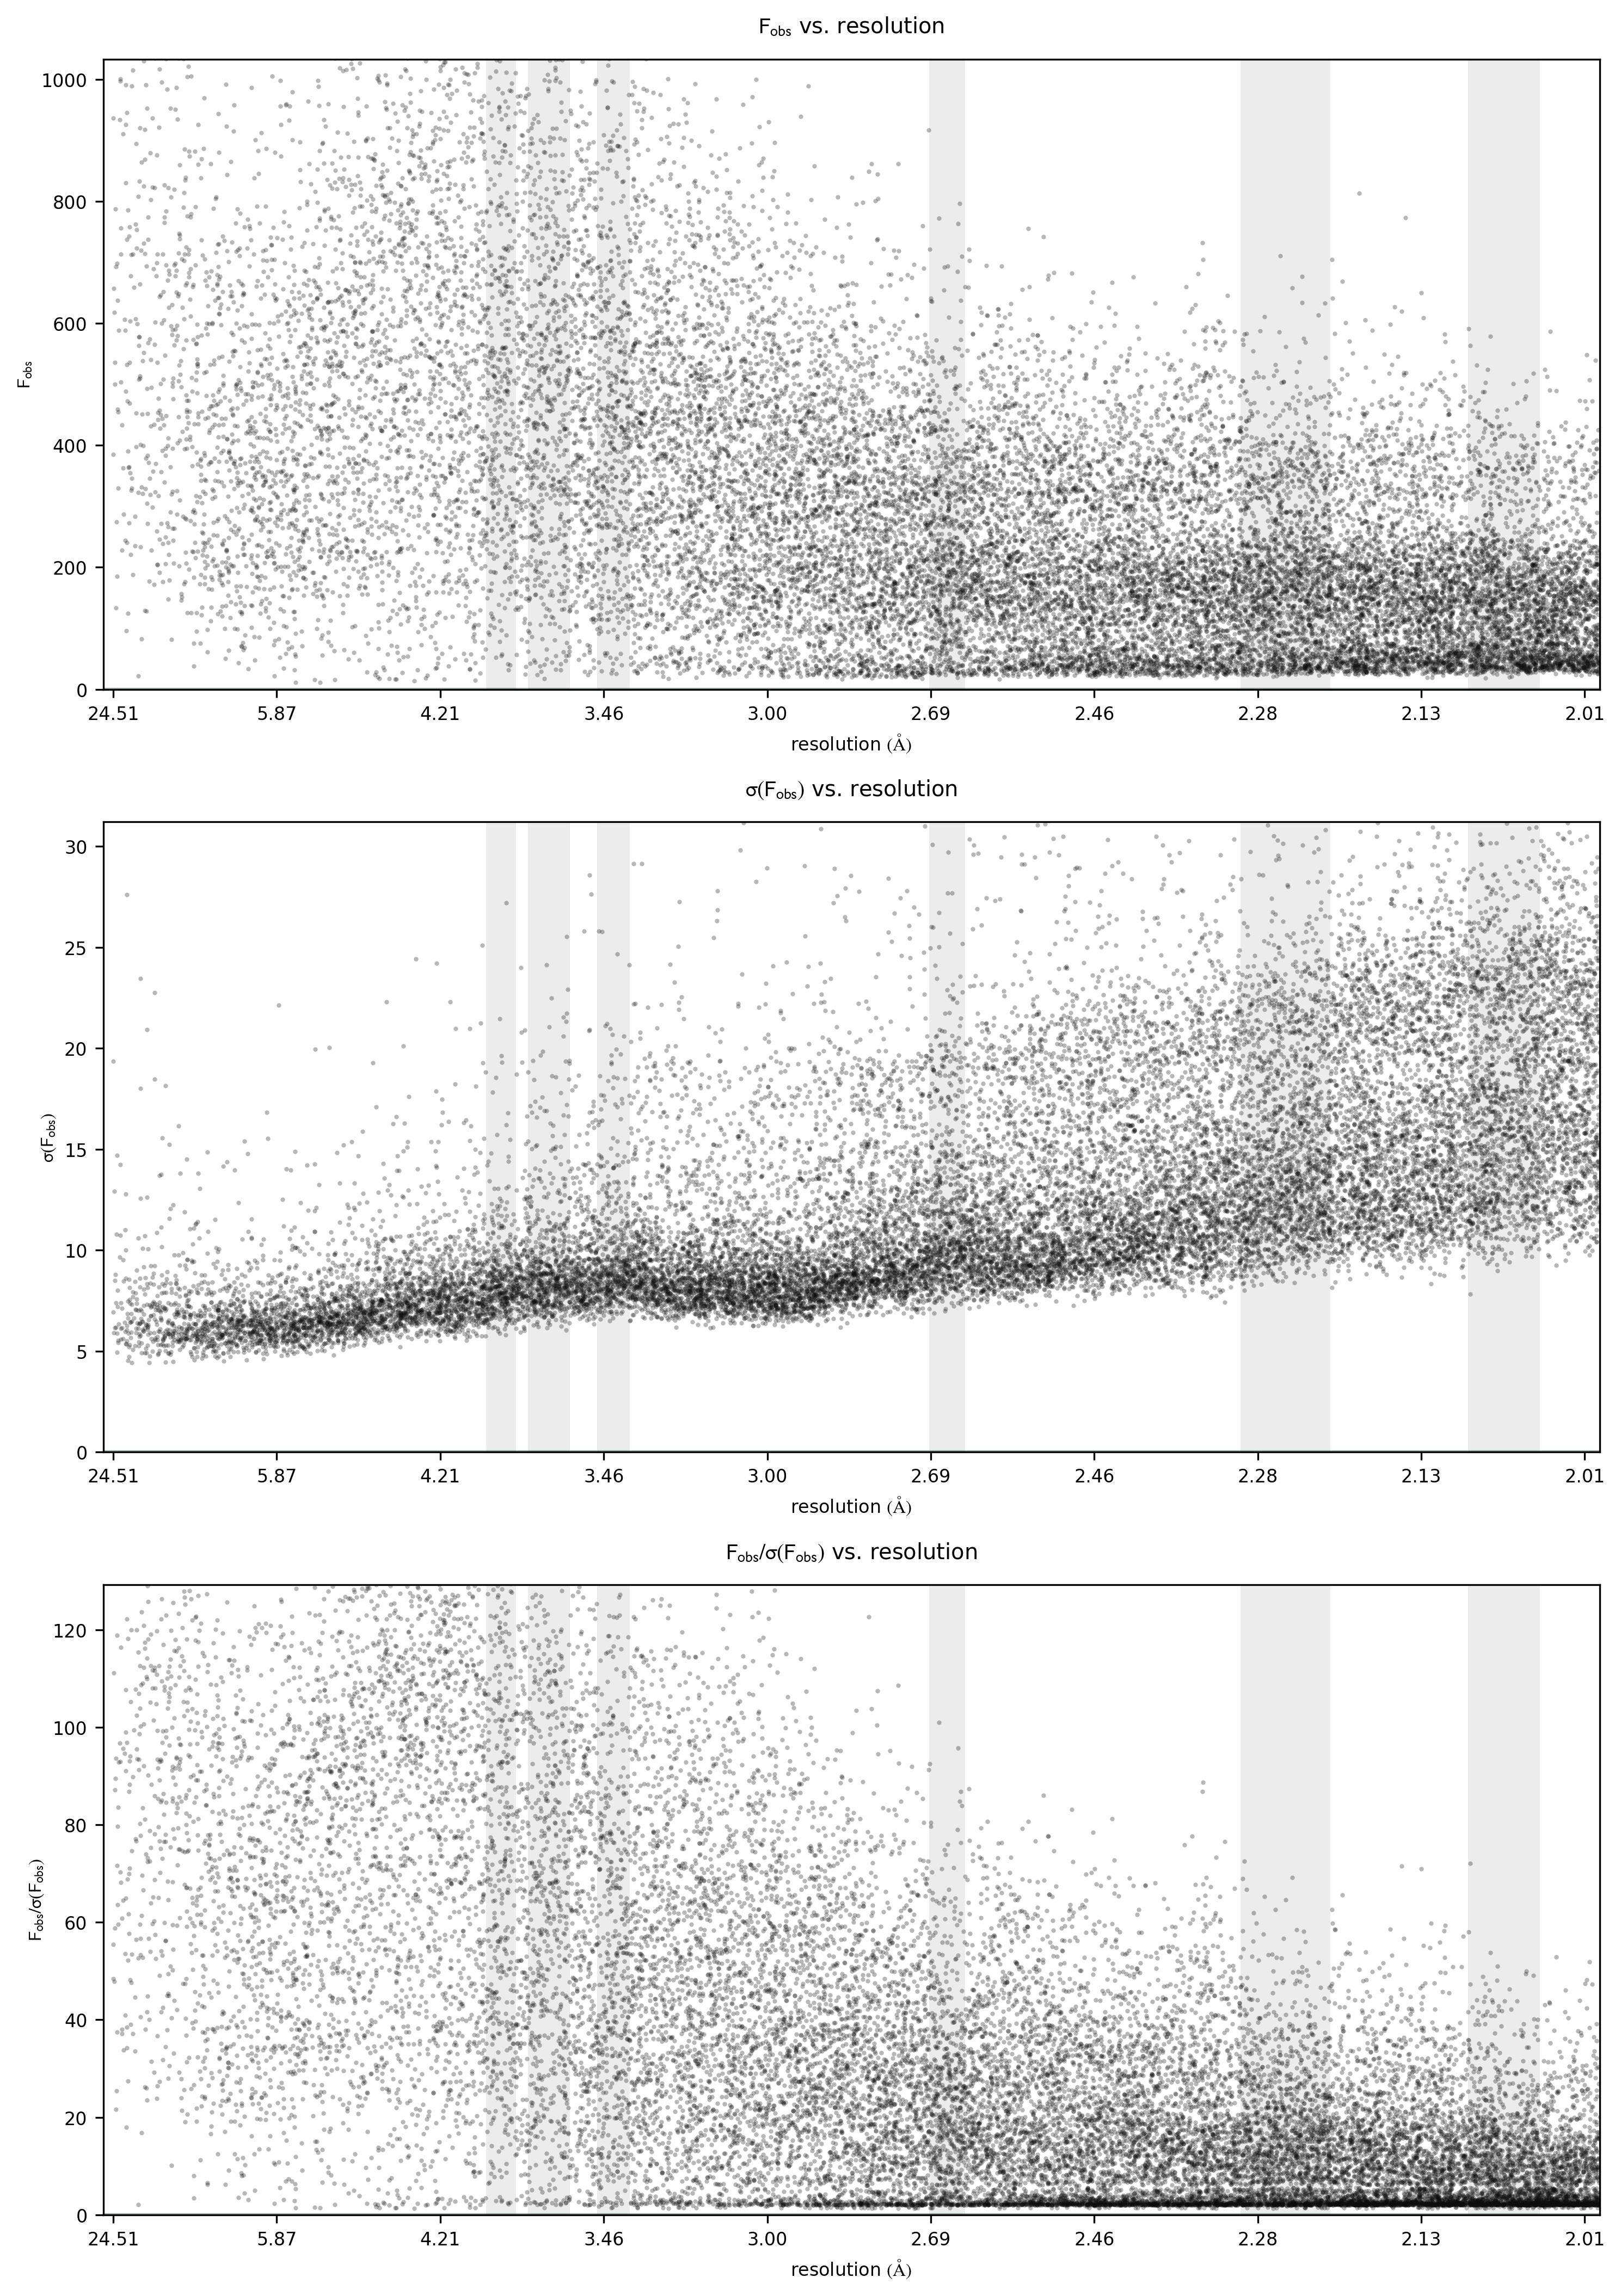 Fobs vs. resolution
1000
800
600
400
200
0
Fobs
24.51 5.87 4.21 3.46 3.00 2.69 2.46 2.28 2.13 2.01
resolution (Å)
σ(Fobs) vs. resolution
30
25
20
15
10
5
0
σ(Fobs)
24.51 5.87 4.21 3.46 3.00 2.69 2.46 2.28 2.13 2.01
resolution (Å)
Fobs/σ(Fobs) vs. resolution
120
100
80
60
40
20
0
Fobs/σ(Fobs)
24.51 5.87 4.21 3.46 3.00 2.69 2.46 2.28 2.13 2.01
resolution (Å)